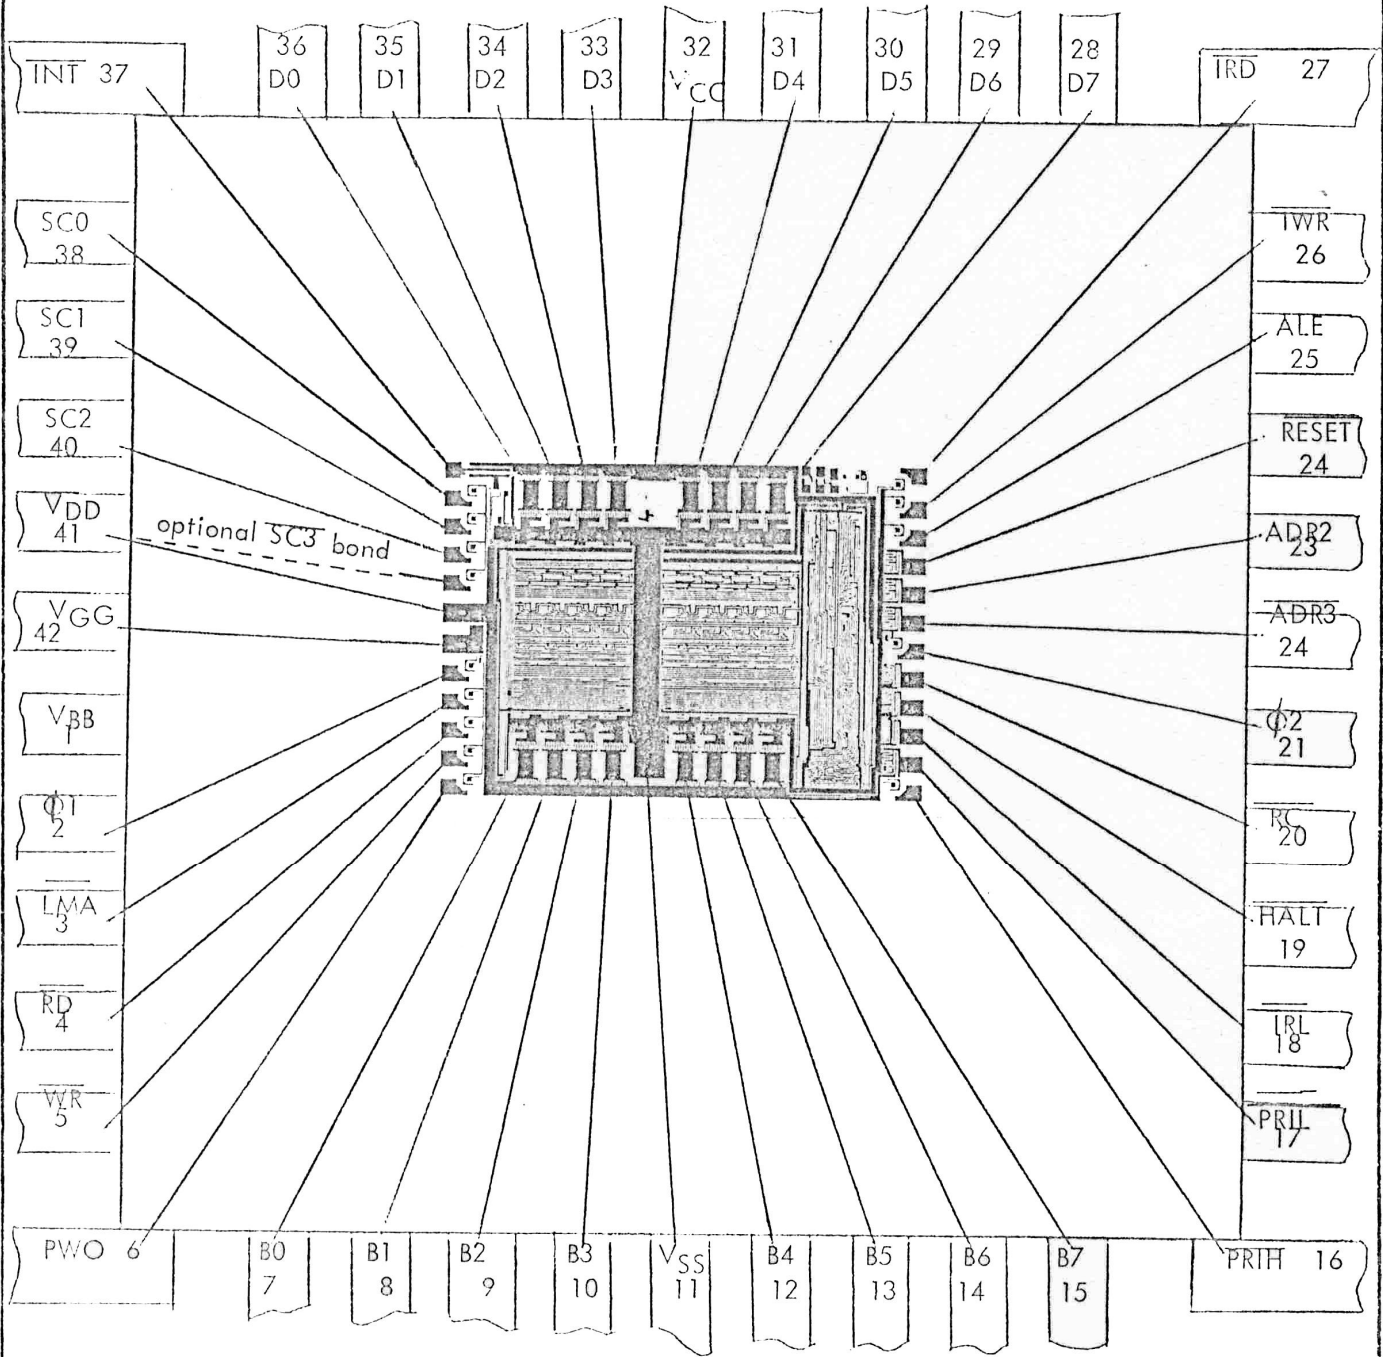 36 35 34 33 32 31 30 29 28
INT 37 D0 D1 D2 D3 VCC D4 D5 D6 D7 IRD 27
SC0
38
SC1
39
SC2
40
VDD
41
optional SC3 bond
VGG
42
VBB
1
ϕ1
2
LMA
3
RD
4
WR
5
IWR
26
ALE
25
RESET
24
ADR2
23
ADR3
24
ϕ2
21
RC
20
HALT
19
IRL
18
PRIL
17
4
PWO 6 B0 B1 B2 B3 VSS B4 B5 B6 B7 PRIH 16
7 8 9 10 11 12 13 14 15